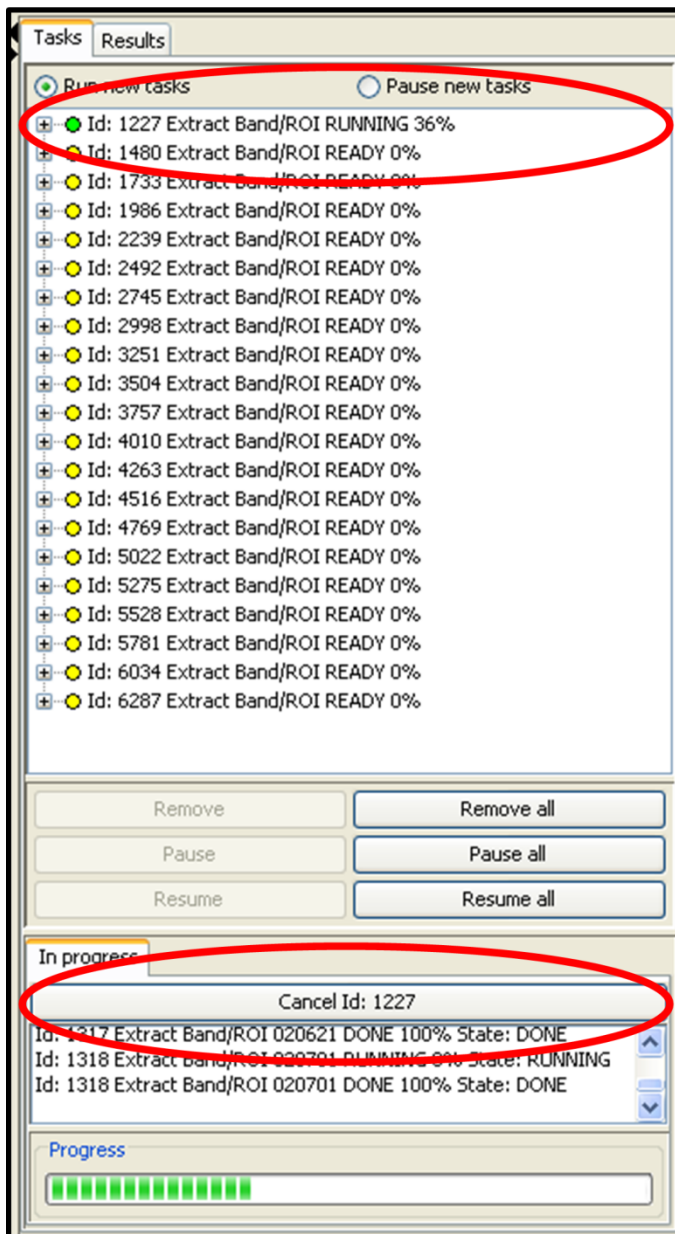 Tasks Results
Run new tasks Pause new tasks
Id: 1227 Extract Band/ROI RUNNING 36%
Id: 1480 Extract Band/ROI READY 0%
Id: 1733 Extract Band/ROI READY 0%
Id: 1986 Extract Band/ROI READY 0%
Id: 2239 Extract Band/ROI READY 0%
Id: 2492 Extract Band/ROI READY 0%
Id: 2745 Extract Band/ROI READY 0%
Id: 2998 Extract Band/ROI READY 0%
Id: 3251 Extract Band/ROI READY 0%
Id: 3504 Extract Band/ROI READY 0%
Id: 3757 Extract Band/ROI READY 0%
Id: 4010 Extract Band/ROI READY 0%
Id: 4263 Extract Band/ROI READY 0%
Id: 4516 Extract Band/ROI READY 0%
Id: 4769 Extract Band/ROI READY 0%
Id: 5022 Extract Band/ROI READY 0%
Id: 5275 Extract Band/ROI READY 0%
Id: 5528 Extract Band/ROI READY 0%
Id: 5781 Extract Band/ROI READY 0%
Id: 6034 Extract Band/ROI READY 0%
Id: 6287 Extract Band/ROI READY 0%
Remove Remove all
Pause Pause all
Resume Resume all
In progress
Cancel Id: 1227
Id: 1317 Extract Band/ROI 020621 DONE 100% State: DONE
Id: 1318 Extract Band/ROI 020701 RUNNING 0% State: RUNNING
Id: 1318 Extract Band/ROI 020701 DONE 100% State: DONE
Progress